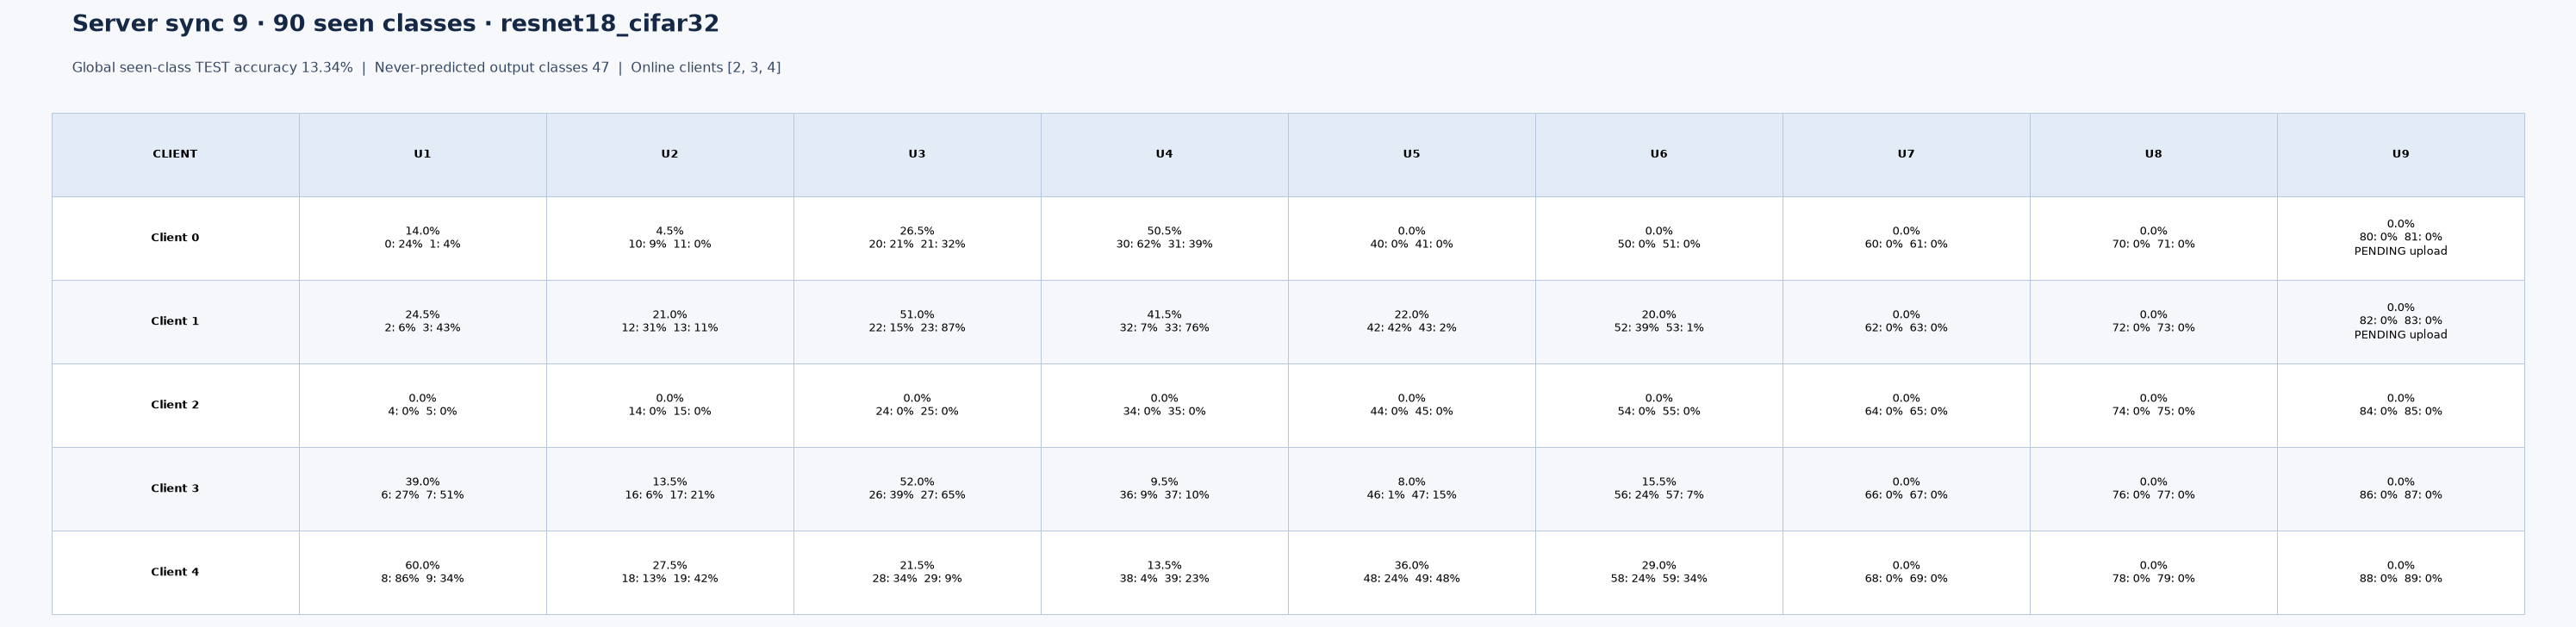 Server sync 9 · 90 seen classes · resnet18_cifar32
Global seen-class TEST accuracy 13.34% | Never-predicted output classes 47 | Online clients [2, 3, 4]
CLIENT U1 U2 U3 U4 U5 U6 U7 U8 U9
Client 0
14.0%
0: 24% 1: 4%
4.5%
10: 9% 11: 0%
26.5%
20: 21% 21: 32%
50.5%
30: 62% 31: 39%
0.0%
40: 0% 41: 0%
0.0%
50: 0% 51: 0%
0.0%
60: 0% 61: 0%
0.0%
70: 0% 71: 0%
0.0%
80: 0% 81: 0%
PENDING upload
Client 1
24.5%
2: 6% 3: 43%
21.0%
12: 31% 13: 11%
51.0%
22: 15% 23: 87%
41.5%
32: 7% 33: 76%
22.0%
42: 42% 43: 2%
20.0%
52: 39% 53: 1%
0.0%
62: 0% 63: 0%
0.0%
72: 0% 73: 0%
0.0%
82: 0% 83: 0%
PENDING upload
Client 2
0.0%
4: 0% 5: 0%
0.0%
14: 0% 15: 0%
0.0%
24: 0% 25: 0%
0.0%
34: 0% 35: 0%
0.0%
44: 0% 45: 0%
0.0%
54: 0% 55: 0%
0.0%
64: 0% 65: 0%
0.0%
74: 0% 75: 0%
0.0%
84: 0% 85: 0%
Client 3
39.0%
6: 27% 7: 51%
13.5%
16: 6% 17: 21%
52.0%
26: 39% 27: 65%
9.5%
36: 9% 37: 10%
8.0%
46: 1% 47: 15%
15.5%
56: 24% 57: 7%
0.0%
66: 0% 67: 0%
0.0%
76: 0% 77: 0%
0.0%
86: 0% 87: 0%
Client 4
60.0%
8: 86% 9: 34%
27.5%
18: 13% 19: 42%
21.5%
28: 34% 29: 9%
13.5%
38: 4% 39: 23%
36.0%
48: 24% 49: 48%
29.0%
58: 24% 59: 34%
0.0%
68: 0% 69: 0%
0.0%
78: 0% 79: 0%
0.0%
88: 0% 89: 0%